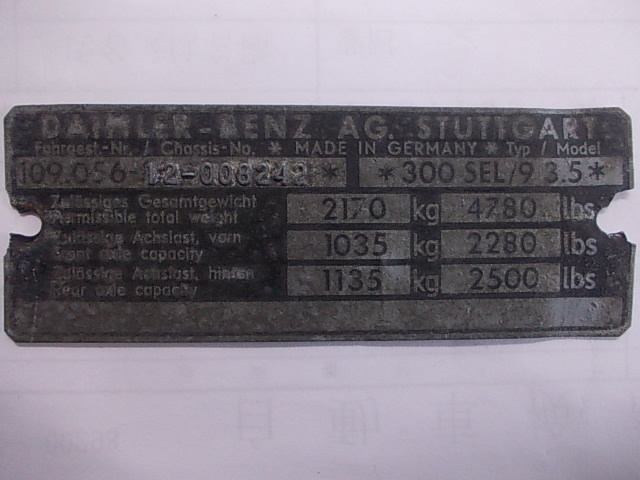 DAIMLER-BENZ AG. STUTTGART
Fahrgest.-Nr. / Chassis-No. * MADE IN GERMANY * Typ / Model
109.056-12-008242 * * 300 SEL/9 3.5 *
Zulässiges Gesamtgewicht
Permissible total weight 2170 kg 4780 lbs
Zulässige Achslast, vorn
Front axle capacity 1035 kg 2280 lbs
Zulässige Achslast, hinten
Rear axle capacity 1135 kg 2500 lbs